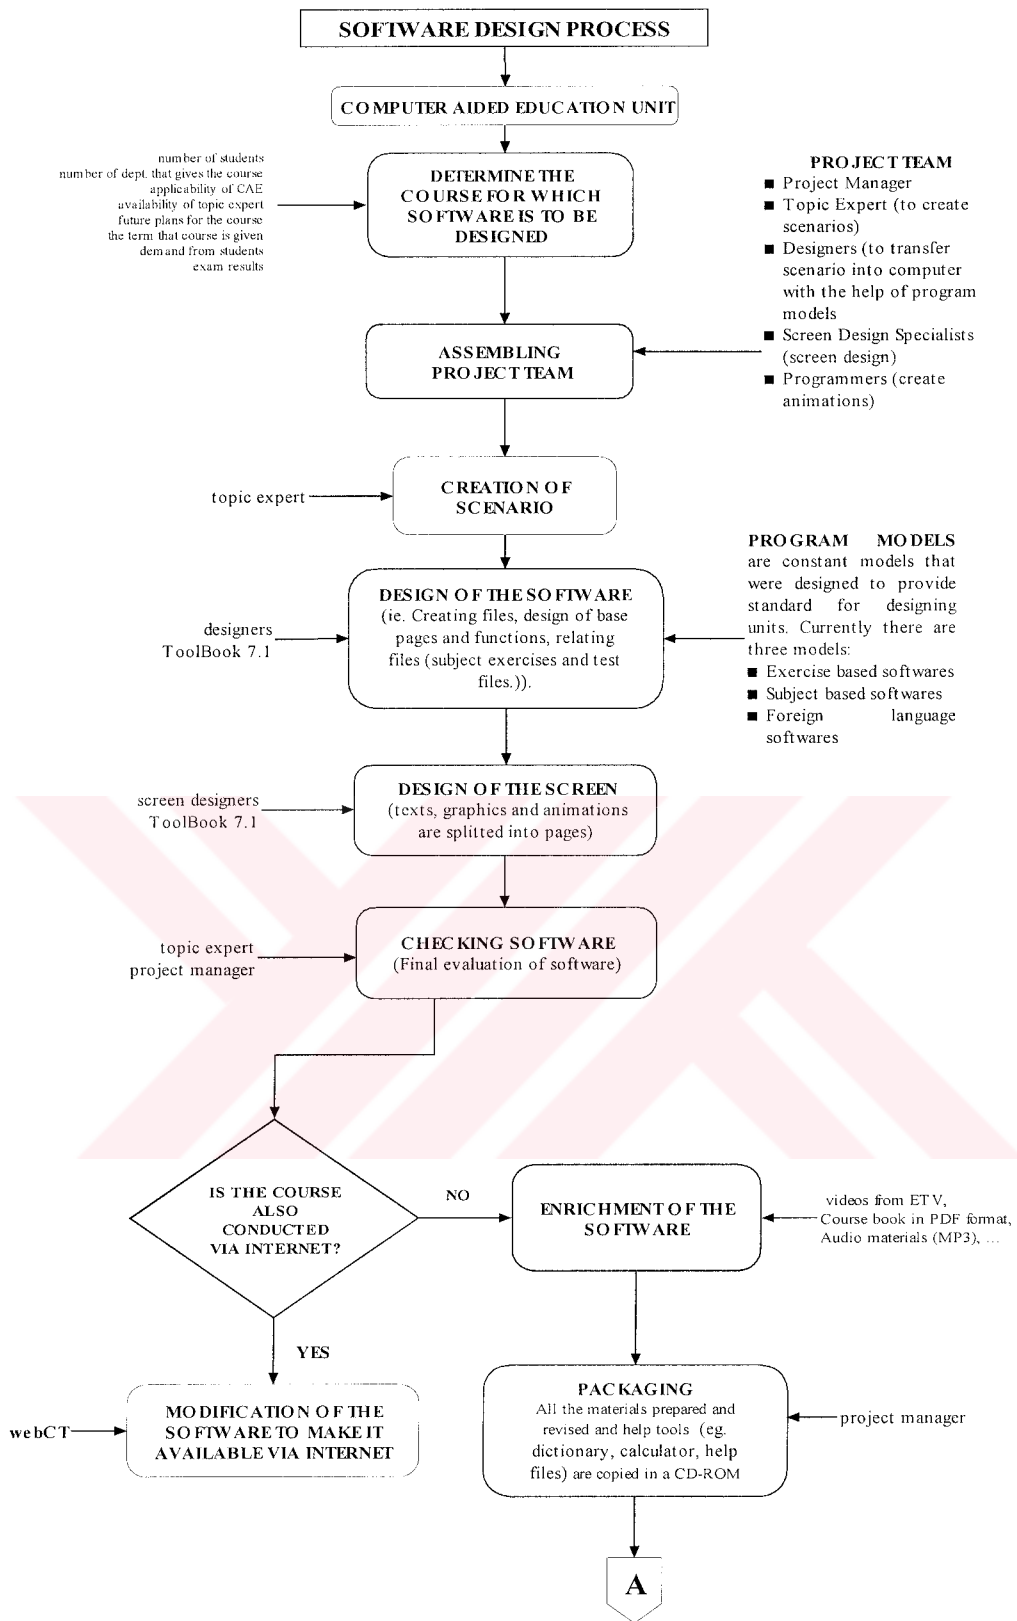 SOFTWARE DESIGN PROCESS
COMPUTER AIDED EDUCATION UNIT
number of students
number of dept. that gives the course
applicability of CAE
availability of topic expert
future plans for the course
the term that course is given
demand from students
exam results
DETERMINE THE
COURSE FOR WHICH
SOFTWARE IS TO BE
DESIGNED
PROJECT TEAM
■ Project Manager
■ Topic Expert (to create
scenarios)
■ Designers (to transfer
scenario into computer
with the help of program
models
■ Screen Design Specialists
(screen design)
■ Programmers (create
animations)
ASSEMBLING
PROJECT TEAM
topic expert
CREATION OF
SCENARIO
designers
ToolBook 7.1
DESIGN OF THE SOFTWARE
(ie. Creating files, design of base
pages and functions, relating
files (subject exercises and test
files.)).
PROGRAM MODELS
are constant models that
were designed to provide
standard for designing
units. Currently there are
three models:
■ Exercise based softwares
■ Subject based softwares
■ Foreign language
softwares
screen designers
ToolBook 7.1
DESIGN OF THE SCREEN
(texts, graphics and animations
are splitted into pages)
topic expert
project manager
CHECKING SOFTWARE
(Final evaluation of software)
IS THE COURSE
ALSO
CONDUCTED
VIA INTERNET?
NO
ENRICHMENT OF THE
SOFTWARE
videos from ETV,
Course book in PDF format,
Audio materials (MP3), ...
YES
webCT
MODIFICATION OF THE
SOFTWARE TO MAKE IT
AVAILABLE VIA INTERNET
PACKAGING
All the materials prepared and
revised and help tools (eg.
dictionary, calculator, help
files) are copied in a CD-ROM
project manager
A